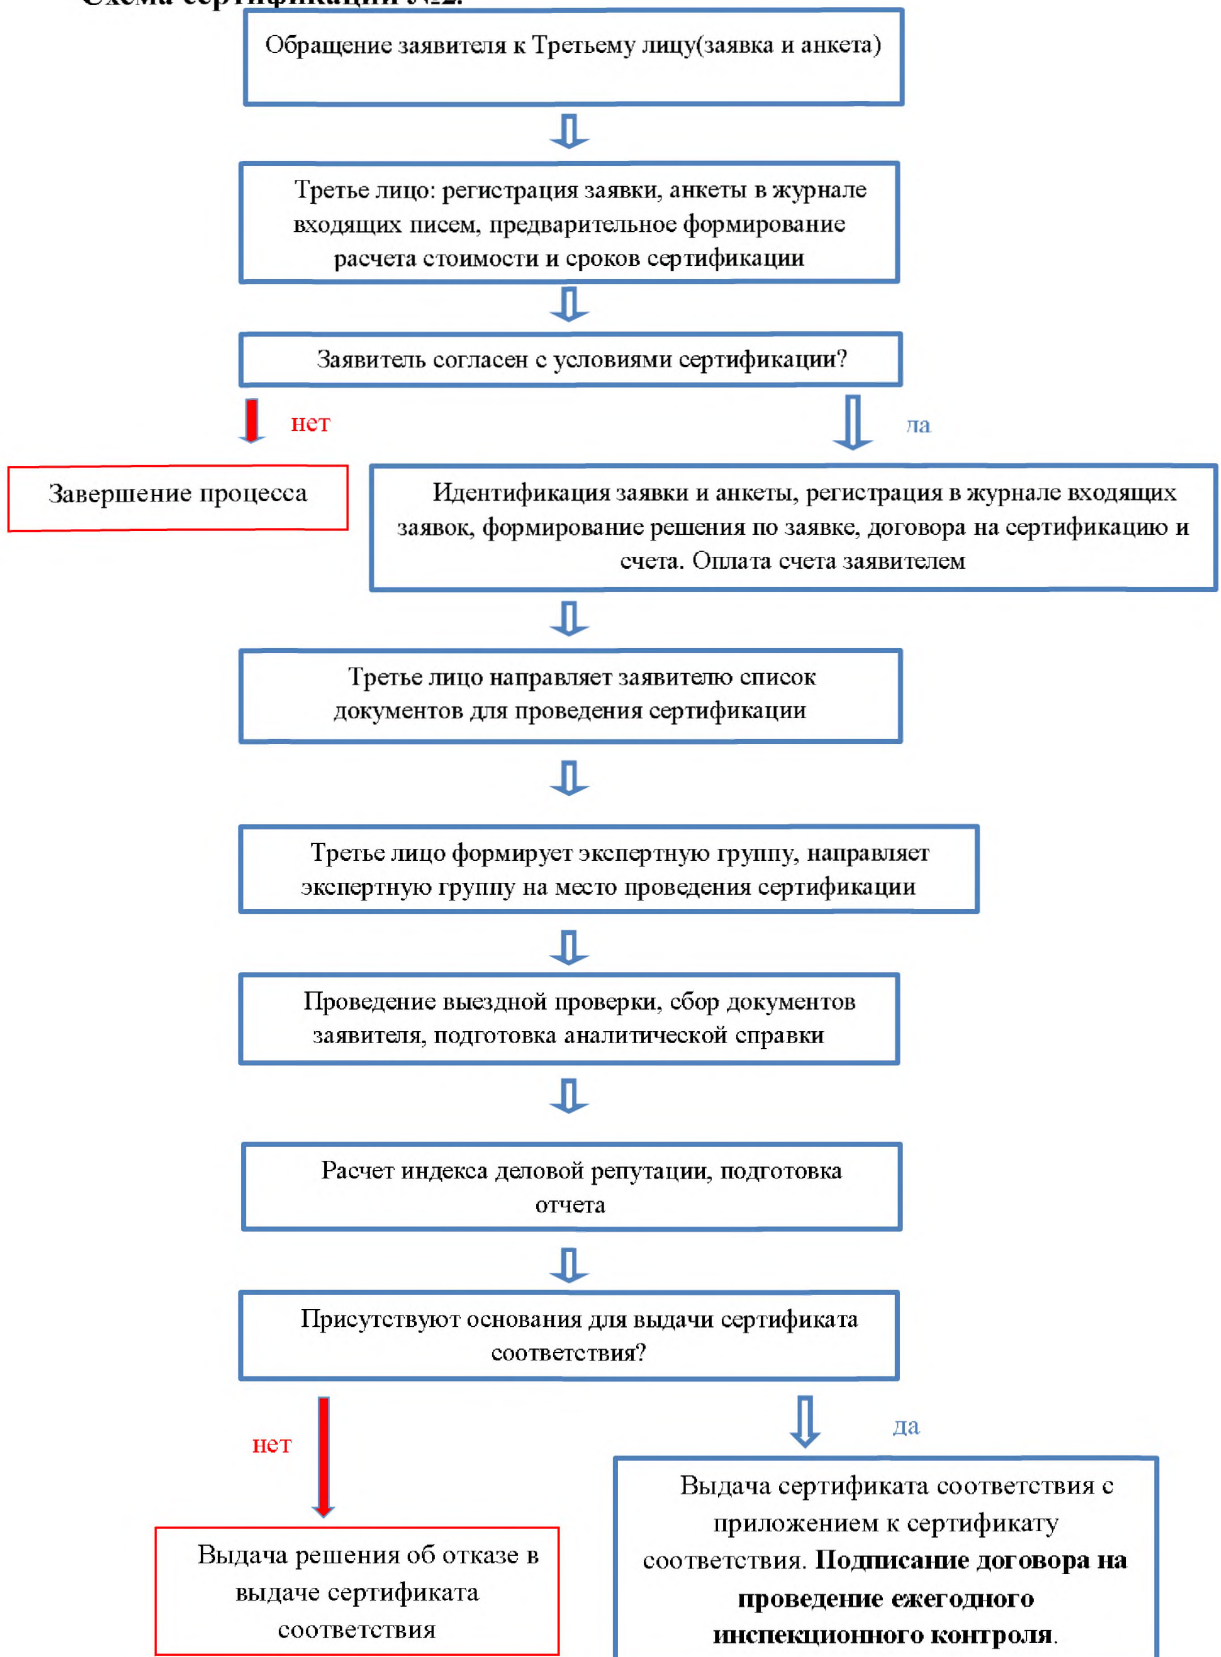 Схема сертификации №2.
Обращение заявителя к Третьему лицу(заявка и анкета)
Третье лицо: регистрация заявки, анкеты в журнале
входящих писем, предварительное формирование
расчета стоимости и сроков сертификации
Заявитель согласен с условиями сертификации?
нет
да
Завершение процесса
Идентификация заявки и анкеты, регистрация в журнале входящих
заявок, формирование решения по заявке, договора на сертификацию и
счета. Оплата счета заявителем
Третье лицо направляет заявителю список
документов для проведения сертификации
Третье лицо формирует экспертную группу, направляет
экспертную группу на место проведения сертификации
Проведение выездной проверки, сбор документов
заявителя, подготовка аналитической справки
Расчет индекса деловой репутации, подготовка
отчета
Присутствуют основания для выдачи сертификата
соответствия?
нет
да
Выдача решения об отказе в
выдаче сертификата
соответствия
Выдача сертификата соответствия с
приложением к сертификату
соответствия. Подписание договора на
проведение ежегодного
инспекционного контроля.